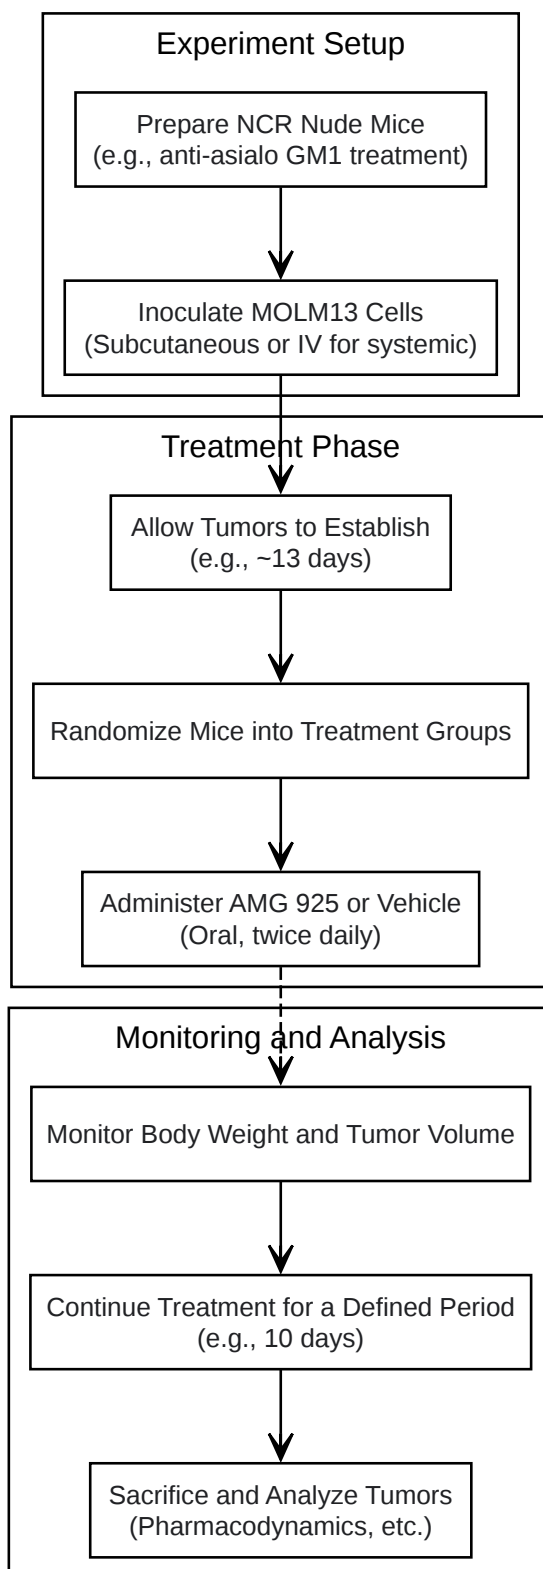 Experiment Setup
Prepare NCR Nude Mice
(e.g., anti-asialo GM1 treatment)
Inoculate MOLM13 Cells
(Subcutaneous or IV for systemic)
Treatment Phase
Allow Tumors to Establish
(e.g., ~13 days)
Randomize Mice into Treatment Groups
Administer AMG 925 or Vehicle
(Oral, twice daily)
Monitoring and Analysis
Monitor Body Weight and Tumor Volume
Continue Treatment for a Defined Period
(e.g., 10 days)
Sacrifice and Analyze Tumors
(Pharmacodynamics, etc.)